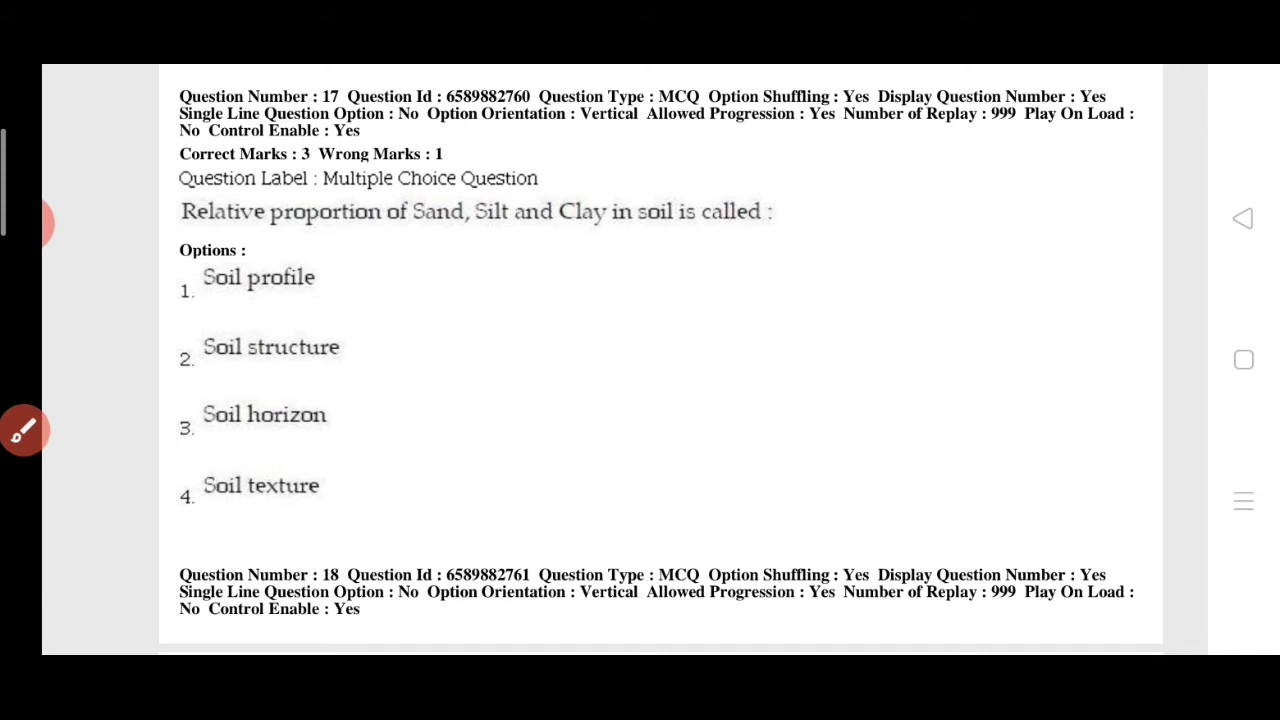 Question Number : 17 Question Id : 6589882760 Question Type : MCQ Option Shuffling : Yes Display Question Number : Yes
Single Line Question Option : No Option Orientation : Vertical Allowed Progression : Yes Number of Replay : 999 Play On Load :
No Control Enable : Yes
Correct Marks : 3 Wrong Marks : 1
Question Label : Multiple Choice Question
Relative proportion of Sand, Silt and Clay in soil is called :
Options :
1. Soil profile
2. Soil structure
3. Soil horizon
4. Soil texture
Question Number : 18 Question Id : 6589882761 Question Type : MCQ Option Shuffling : Yes Display Question Number : Yes
Single Line Question Option : No Option Orientation : Vertical Allowed Progression : Yes Number of Replay : 999 Play On Load :
No Control Enable : Yes